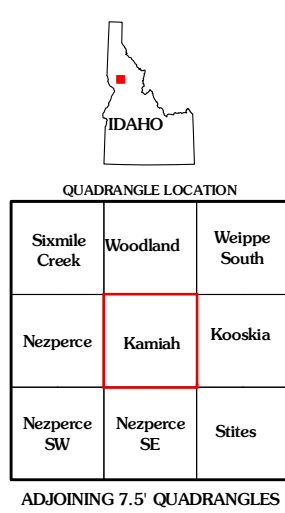 IDAHO
QUADRANGLE LOCATION
Sixmile
Creek
Woodland
Weippe
South
Nezperce
Kamiah
Kooskia
Nezperce
SW
Nezperce
SE
Stites
ADJOINING 7.5' QUADRANGLES